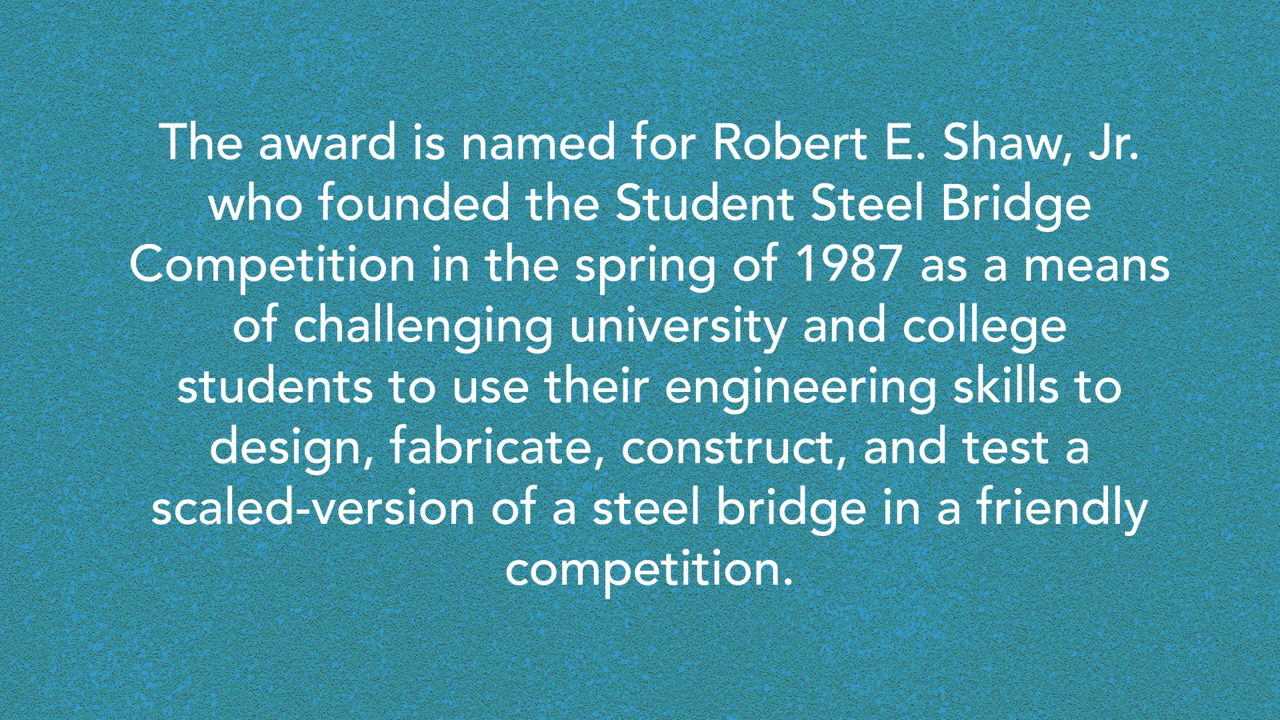 The award is named for Robert E. Shaw, Jr.
who founded the Student Steel Bridge
Competition in the spring of 1987 as a means
of challenging university and college
students to use their engineering skills to
design, fabricate, construct, and test a
scaled-version of a steel bridge in a friendly
competition.